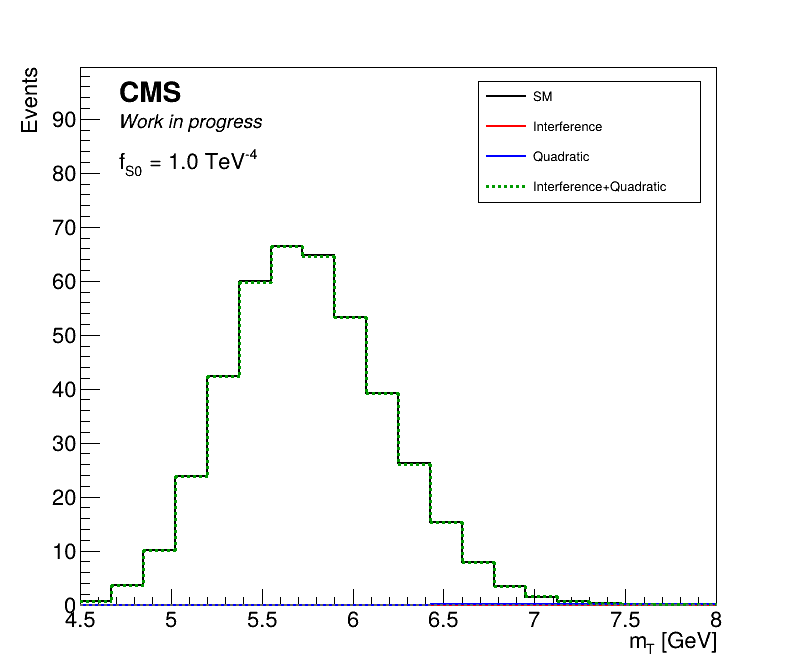 CMS
Work in progress
f_S0 = 1.0 TeV^-4
SM
Interference
Quadratic
Interference+Quadratic
Events
90
80
70
60
50
40
30
20
10
0
4.5 5 5.5 6 6.5 7 7.5 8
m_T [GeV]